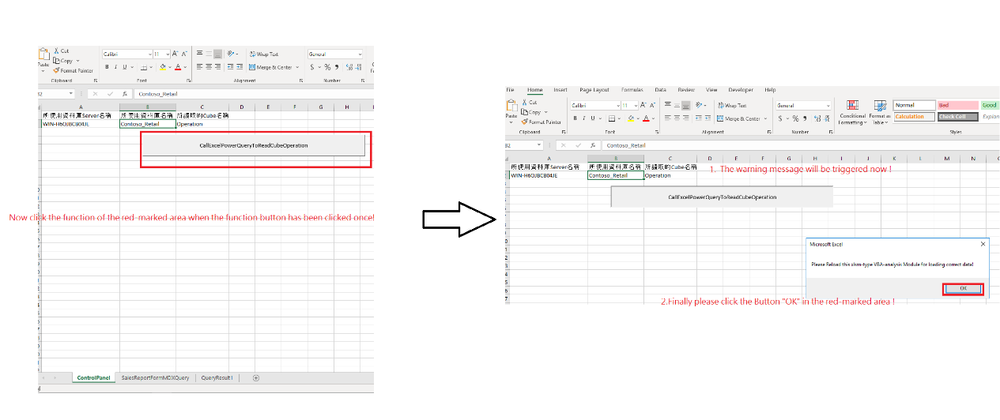 Cut
Copy
Format Painter
Paste
Clipboard
Calibri
11
Font
Wrap Text
Merge & Center
Alignment
General
Number
Contoso_Retail
A B C D E F G H
所使用資料庫Server名稱 所使用資料庫名稱 所讀取的Cube名稱
WIN-H6OJBCB04JE Contoso_Retail Operation
CallExcelPowerQueryToReadCubeOperation
Now click the function of the red-marked area when the function button has been clicked once!
ControlPanel SalesReportFormMDXQuery QueryResult1
File Home Insert Page Layout Formulas Data Review View Developer Help
Cut
Copy
Format Painter
Paste
Clipboard
Calibri
11
Font
Wrap Text
Merge & Center
Alignment
General
Number
Conditional Formatting
Format as Table
Normal Bad Good
Calculation Check Cell
Styles
B2 Contoso_Retail
A B C D E F G H I J K L M N
所使用資料庫Server名稱 所使用資料庫名稱 所讀取的Cube名稱
WIN-H6OJBCB04JE Contoso_Retail Operation
1. The warning message will be triggered now !
CallExcelPowerQueryToReadCubeOperation
Microsoft Excel
Please Reload this xlsm-type VBA-analysis Module for loading correct data!
OK
2.Finally please click the Button "OK" in the red-marked area !